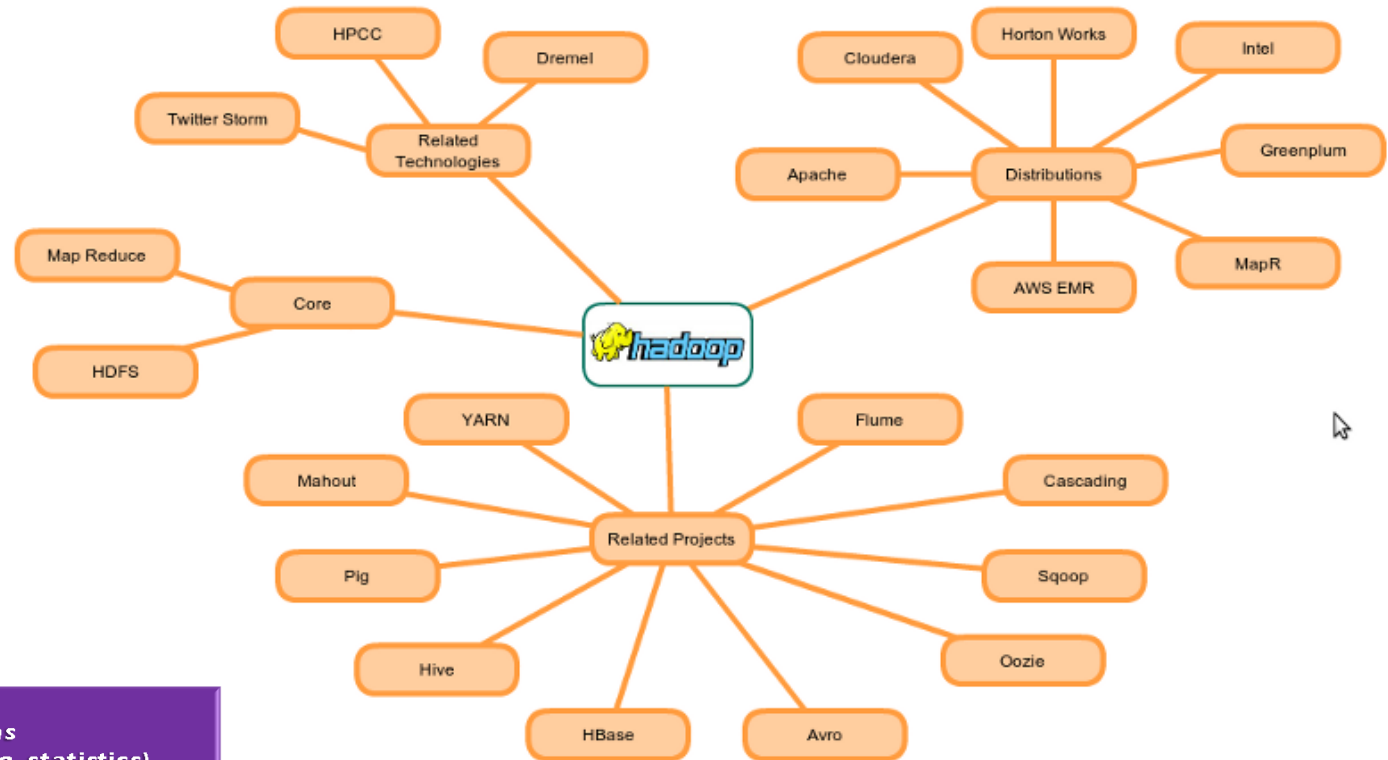 HPCC
Dremel
Twitter Storm
Related
Technologies
Cloudera
Horton Works
Intel
Greenplum
Apache
Distributions
MapR
AWS EMR
Map Reduce
Core
HDFS
hadoop
YARN
Flume
Mahout
Cascading
Related Projects
Pig
Sqoop
Hive
Oozie
HBase
Avro
statistics)